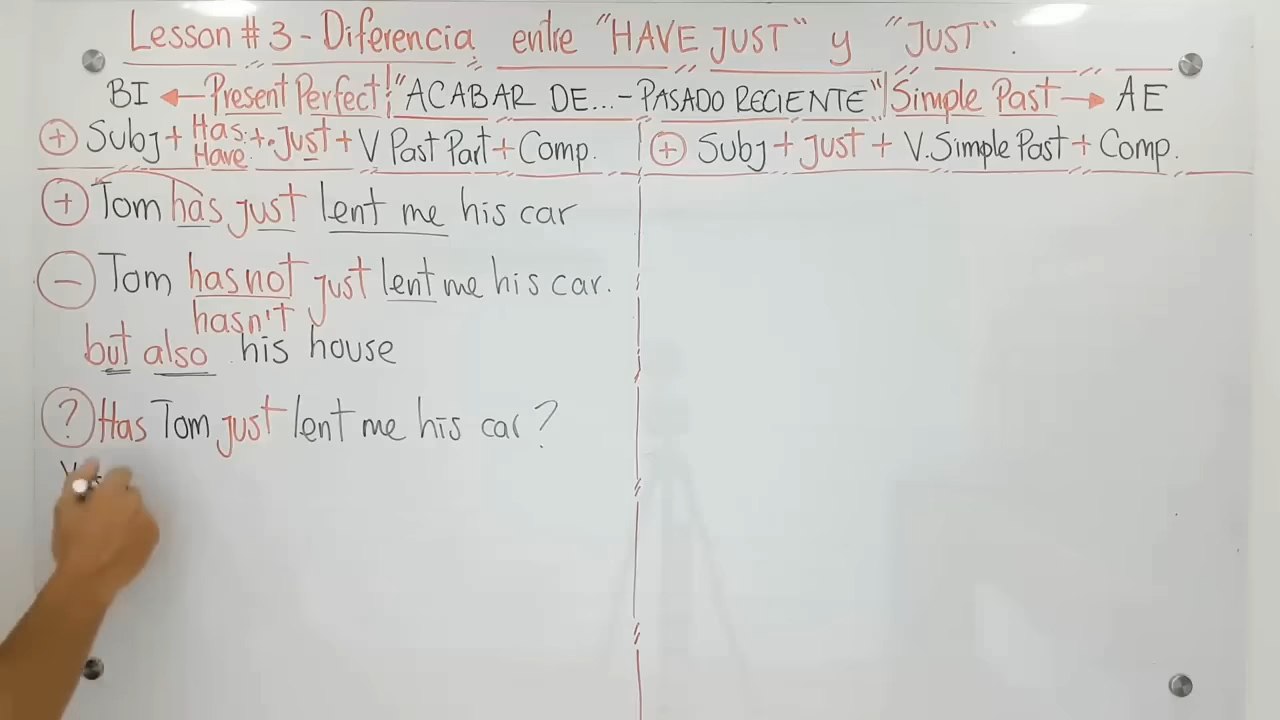 Lesson # 3 - Diferencia entre "HAVE JUST" y "JUST".
BI ← Present Perfect "ACABAR DE... - PASADO RECIENTE" Simple Past → AE
+ Subj + Has + Just + V Past Part + Comp.
Have
+ Subj + Just + V. Simple Past + Comp.
+ Tom has just lent me his car
- Tom has not just lent me his car.
hasn't
but also his house
? Has Tom just lent me his car?